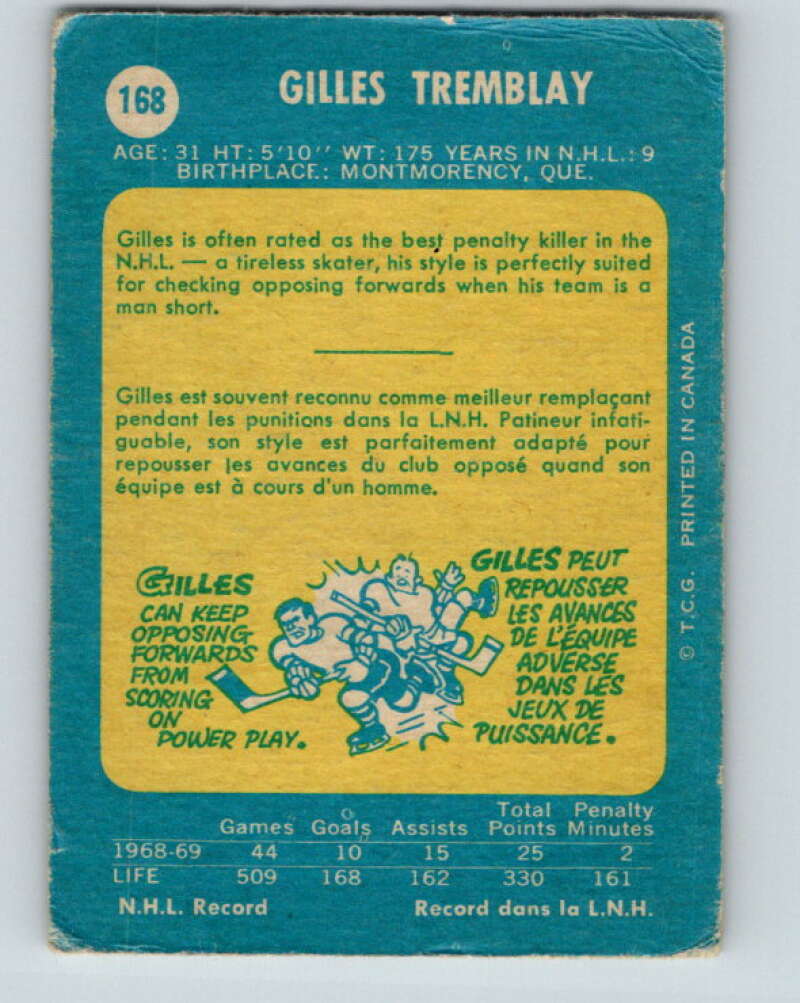 168
GILLES TREMBLAY
AGE: 31 HT: 5'10'' WT: 175 YEARS IN N.H.L.: 9
BIRTHPLACE: MONTMORENCY, QUE.
Gilles is often rated as the best penalty killer in the
N.H.L. — a tireless skater, his style is perfectly suited
for checking opposing forwards when his team is a
man short.
Gilles est souvent reconnu comme meilleur remplaçant
pendant les punitions dans la L.N.H. Patineur infati-
guable, son style est parfaitement adapté pour
repousser les avances du club opposé quand son
équipe est à cours d'un homme.
GILLES
CAN KEEP
OPPOSING
FORWARDS
FROM
SCORING
ON
POWER PLAY.
GILLES PEUT
REPOUSSER
LES AVANCES
DE L'ÉQUIPE
ADVERSE
DANS LES
JEUX DE
PUISSANCE.
© T.C.G. PRINTED IN CANADA
Total Penalty
Games Goals Assists Points Minutes
1968-69 44 10 15 25 2
LIFE 509 168 162 330 161
N.H.L. Record Record dans la L.N.H.